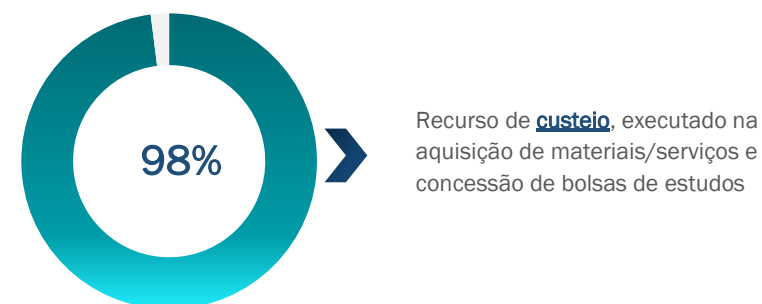 98%
Recurso de custeio, executado na
aquisição de materiais/serviços e
concessão de bolsas de estudos